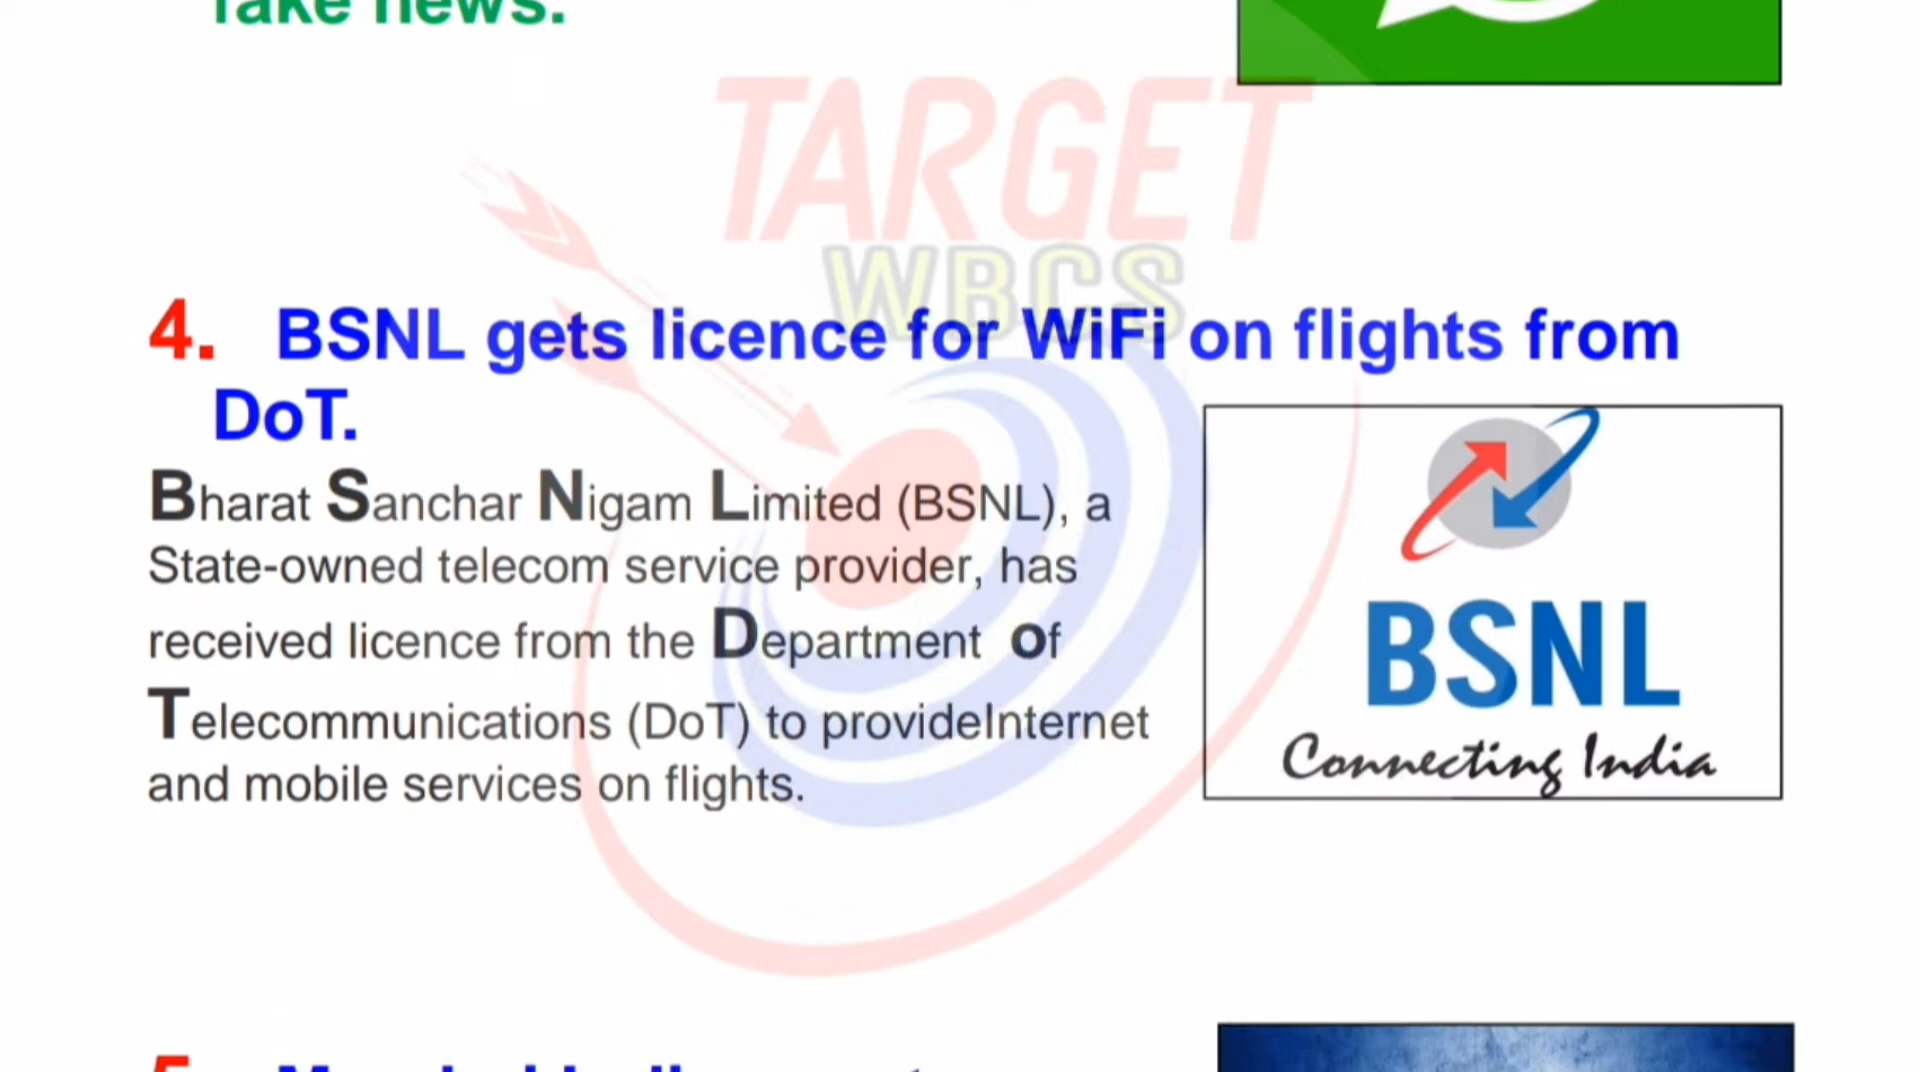 fake news.
TARGET
WBCS
4. BSNL gets licence for WiFi on flights from
DoT.
Bharat Sanchar Nigam Limited (BSNL), a
State-owned telecom service provider, has
received licence from the Department of
Telecommunications (DoT) to provideInternet
and mobile services on flights.
BSNL
Connecting India
5.